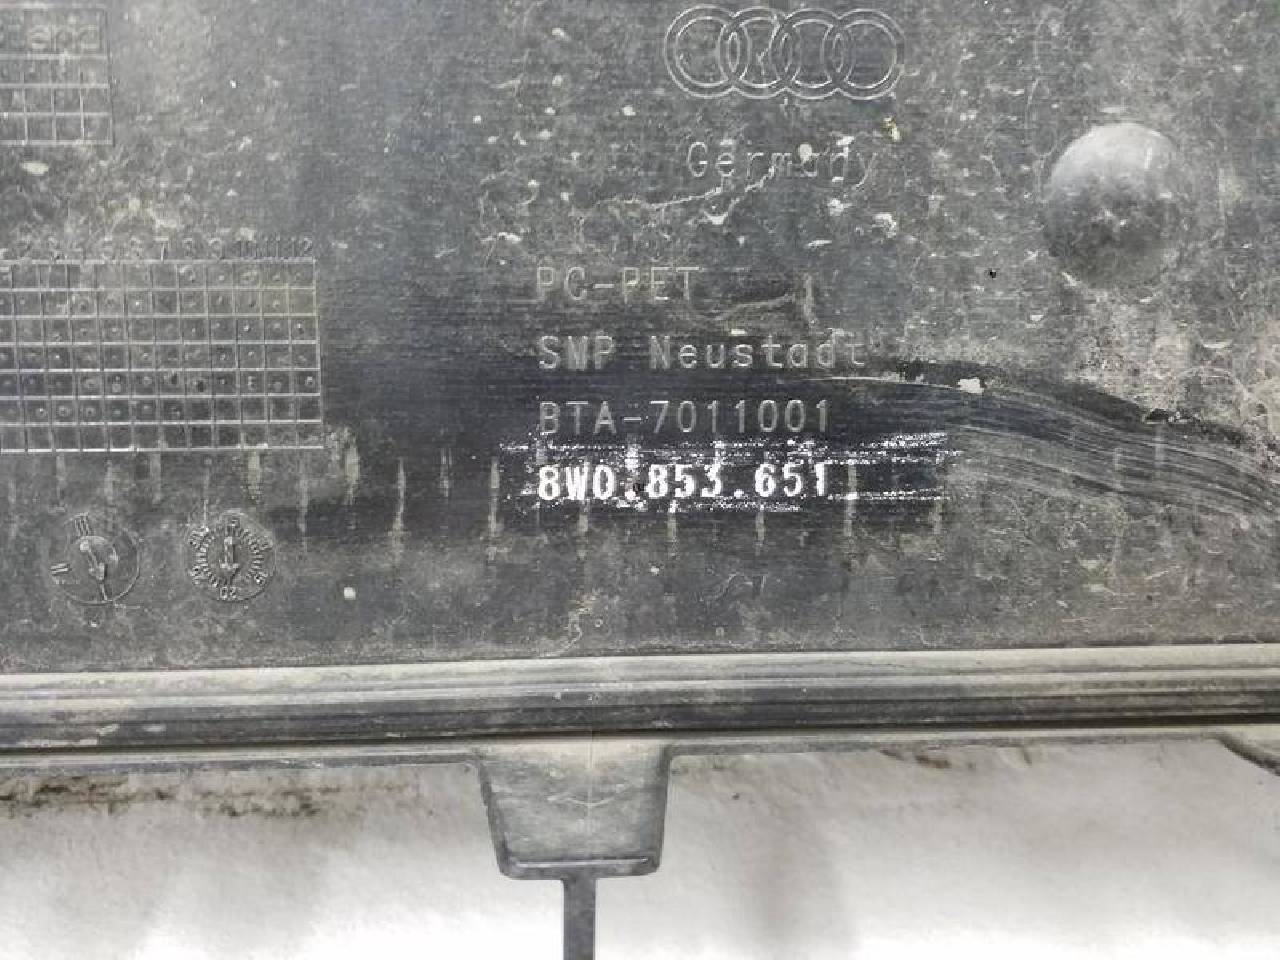 Germany
PC-PET
SMP Neustadt
BTA-7011001
8W0.853.651